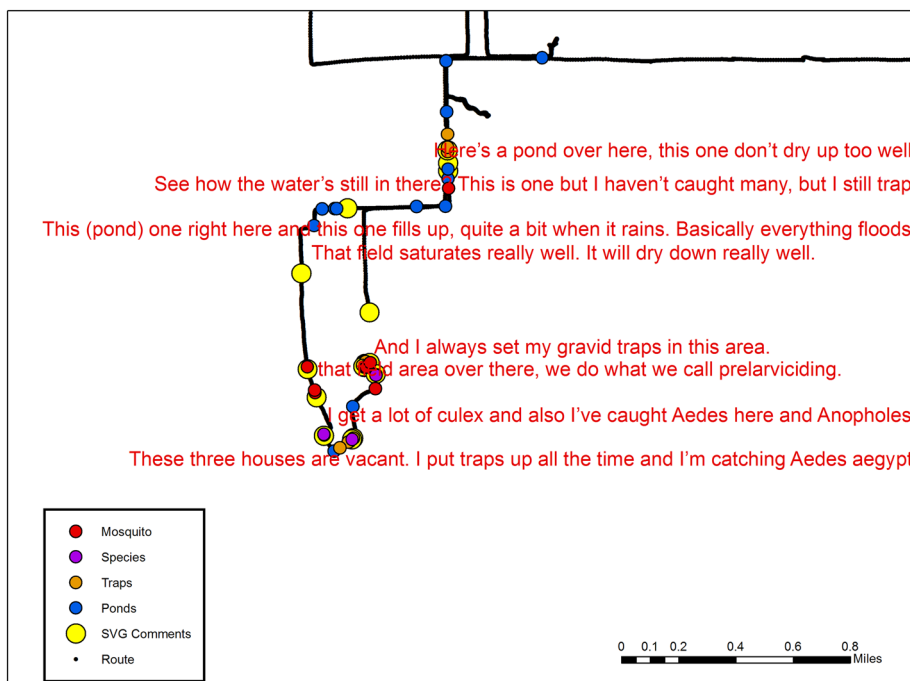 Here's a pond over here, this one don't dry up too well
See how the water's still in there. This is one but I haven't caught many, but I still trap
This (pond) one right here and this one fills up, quite a bit when it rains. Basically everything floods
That field saturates really well. It will dry down really well.
And I always set my gravid traps in this area.
that area over there, we do what we call prelarviciding.
I get a lot of culex and also I've caught Aedes here and Anopholes
These three houses are vacant. I put traps up all the time and I'm catching Aedes aegypt
Mosquito
Species
Traps
Ponds
SVG Comments
Route
0 0.1 0.2 0.4 0.6 0.8
Miles